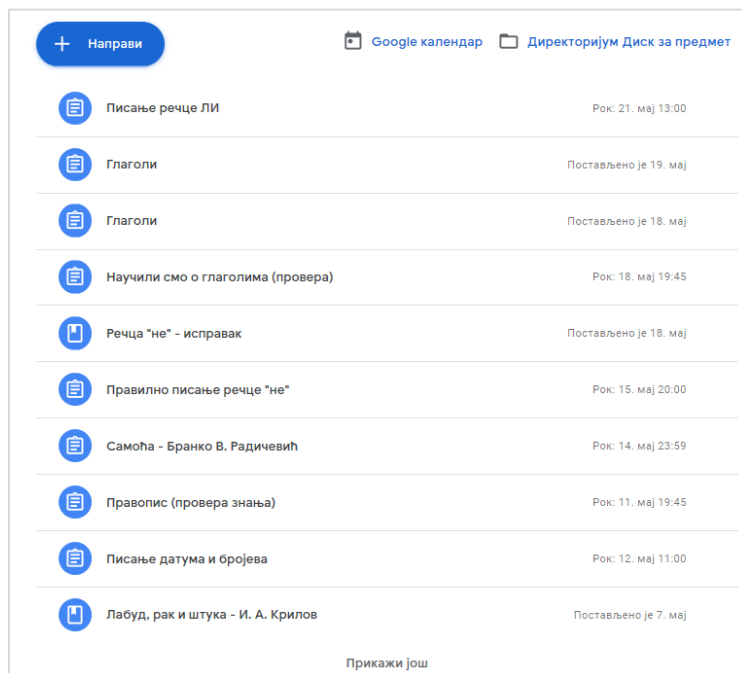 Направи
Google календар Директоријум Диск за предмет
Писање речце ЛИ Рок: 21. мај 13:00
Глаголи Постављено је 19. мај
Глаголи Постављено је 18. мај
Научили смо о глаголима (провера) Рок: 18. мај 19:45
Речца "не" - исправак Постављено је 18. мај
Правилно писање речце "не" Рок: 15. мај 20:00
Самоћа - Бранко В. Радичевић Рок: 14. мај 23:59
Правопис (провера знања) Рок: 11. мај 19:45
Писање датума и бројева Рок: 12. мај 11:00
Лабуд, рак и штука - И. А. Крилов Постављено је 7. мај
Прикажи још